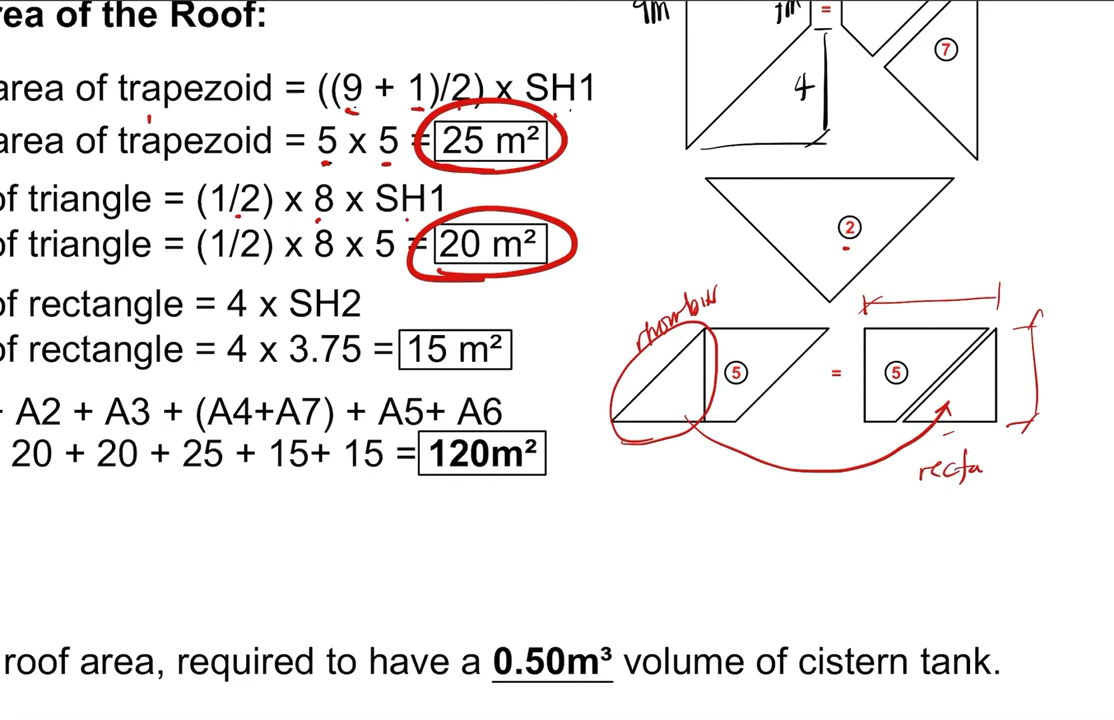 rea of the Roof:
area of trapezoid = ((9 + 1)/2) x SH1
area of trapezoid = 5 x 5 = 25 m²
of triangle = (1/2) x 8 x SH1
of triangle = (1/2) x 8 x 5 = 20 m²
of rectangle = 4 x SH2
of rectangle = 4 x 3.75 = 15 m²
A2 + A3 + (A4+A7) + A5+ A6
20 + 20 + 25 + 15+ 15 = 120m²
roof area, required to have a 0.50m³ volume of cistern tank.
9m
1m
=
7
4
2
rhombus
5
=
5
recta